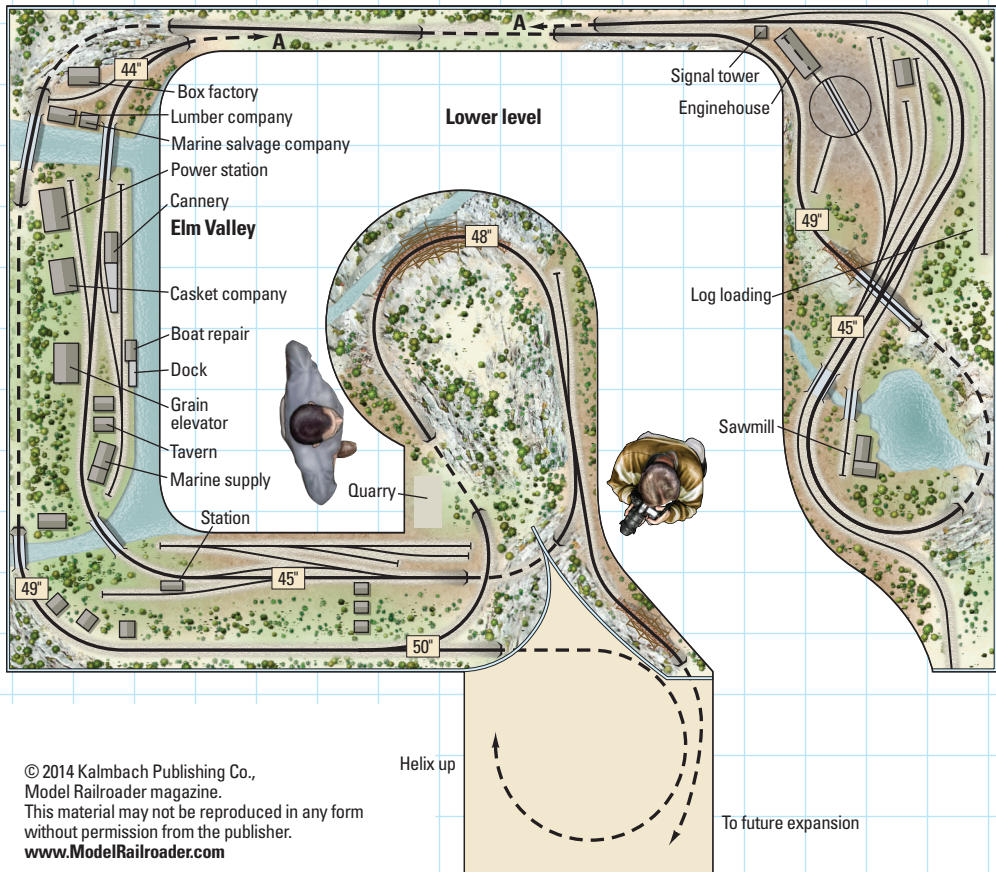 A
A
44"
Box factory
Lumber company
Marine salvage company
Power station
Cannery
Elm Valley
Casket company
Boat repair
Dock
Grain
elevator
Tavern
Marine supply
Station
49"
45"
50"
Lower level
48"
Quarry
Signal tower
Enginehouse
49"
Log loading
45"
Sawmill
Helix up
To future expansion
© 2014 Kalmbach Publishing Co.,
Model Railroader magazine.
This material may not be reproduced in any form
without permission from the publisher.
www.ModelRailroader.com